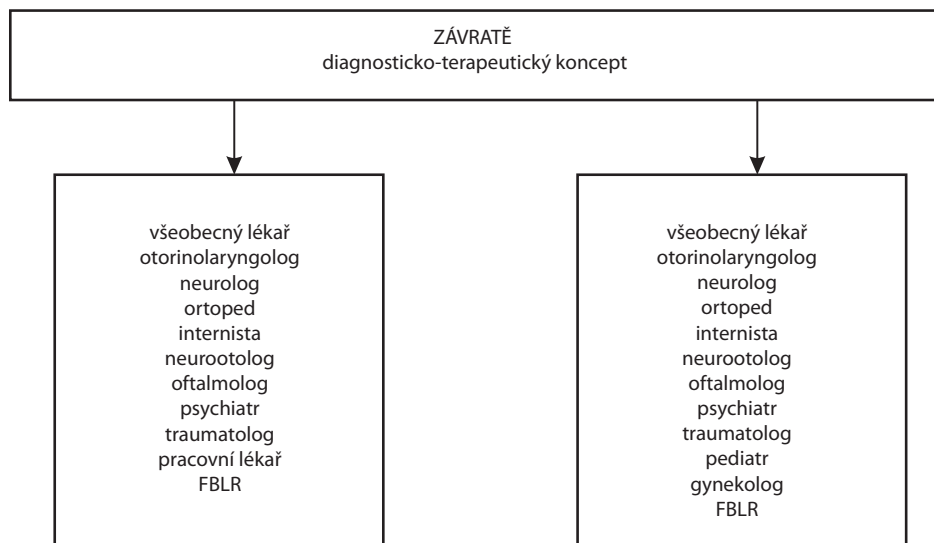 ZÁVRATĚ
diagnosticko-terapeutický koncept
všeobecný lékař
otorinolaryngolog
neurolog
ortoped
internista
neurootolog
oftalmolog
psychiatr
traumatolog
pracovní lékař
FBLR
všeobecný lékař
otorinolaryngolog
neurolog
ortoped
internista
neurootolog
oftalmolog
psychiatr
traumatolog
pediatr
gynekolog
FBLR